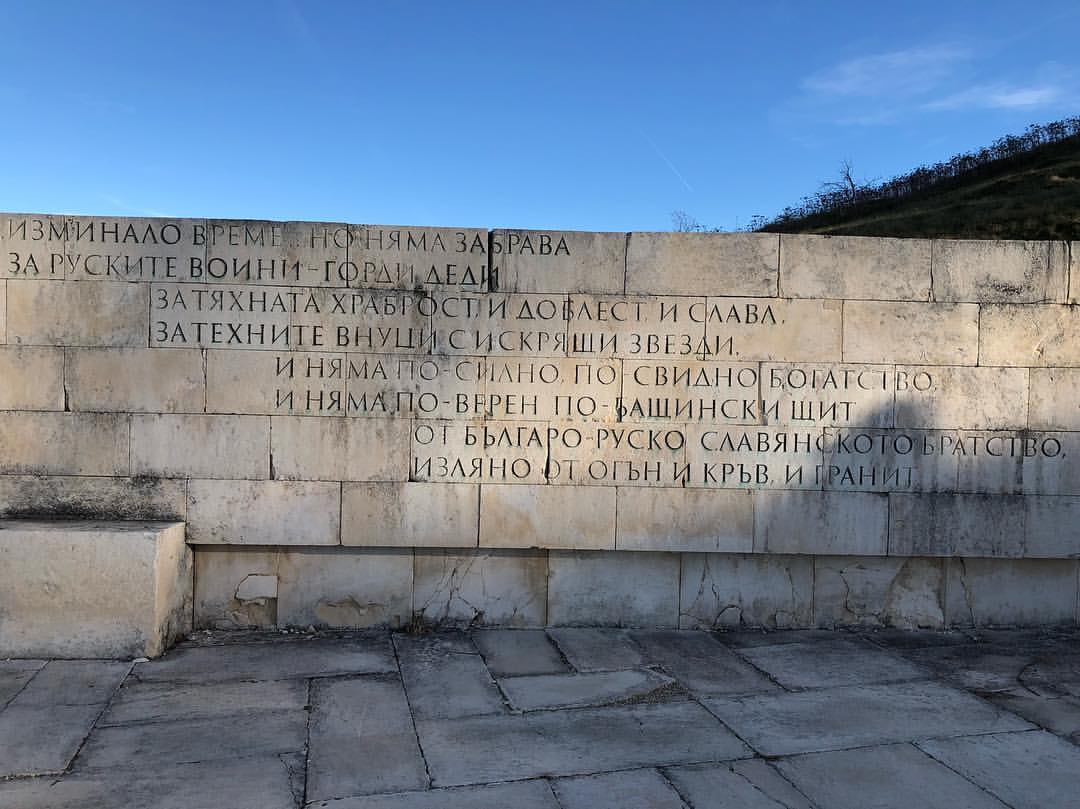 ИЗМИНАЛО ВРЕМЕ. НО НЯМА ЗАБРАВА
ЗА РУСКИТЕ ВОИНИ - ГОРДИ ДЕДИ
ЗА ТЯХНАТА ХРАБРОСТ, И ДОБЛЕСТ, И СЛАВА,
ЗА ТЕХНИТЕ ВНУЦИ С ИСКРЯЩИ ЗВЕЗДИ.
И НЯМА ПО-СИЛНО, ПО СВИДНО БОГАТСТВО,
И НЯМА ПО-ВЕРЕН ПО-БАЩИНСКИ ЩИТ
ОТ БЪЛГАРО-РУСКО СЛАВЯНСКОТО БРАТСТВО,
ИЗЛЯНО ОТ ОГЪН И КРЪВ, И ГРАНИТ